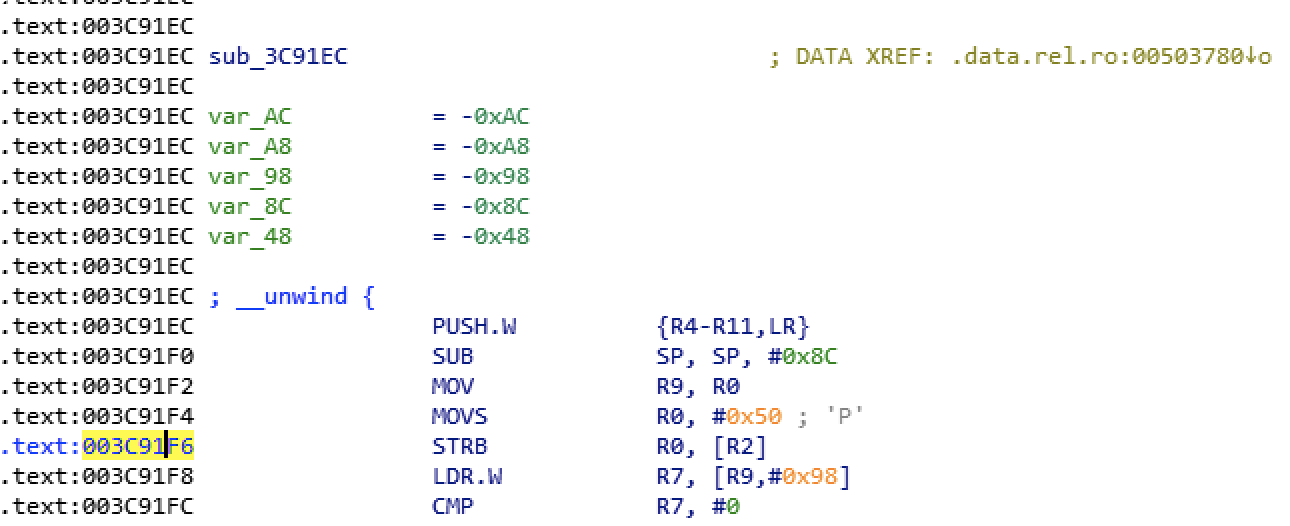 .text:003C91EC
.text:003C91EC
.text:003C91EC sub_3C91EC ; DATA XREF: .data.rel.ro:00503780↓o
.text:003C91EC
.text:003C91EC var_AC = -0xAC
.text:003C91EC var_A8 = -0xA8
.text:003C91EC var_98 = -0x98
.text:003C91EC var_8C = -0x8C
.text:003C91EC var_48 = -0x48
.text:003C91EC
.text:003C91EC ; __unwind {
.text:003C91EC PUSH.W {R4-R11,LR}
.text:003C91F0 SUB SP, SP, #0x8C
.text:003C91F2 MOV R9, R0
.text:003C91F4 MOVS R0, #0x50 ; 'P'
.text:003C91F6 STRB R0, [R2]
.text:003C91F8 LDR.W R7, [R9,#0x98]
.text:003C91FC CMP R7, #0